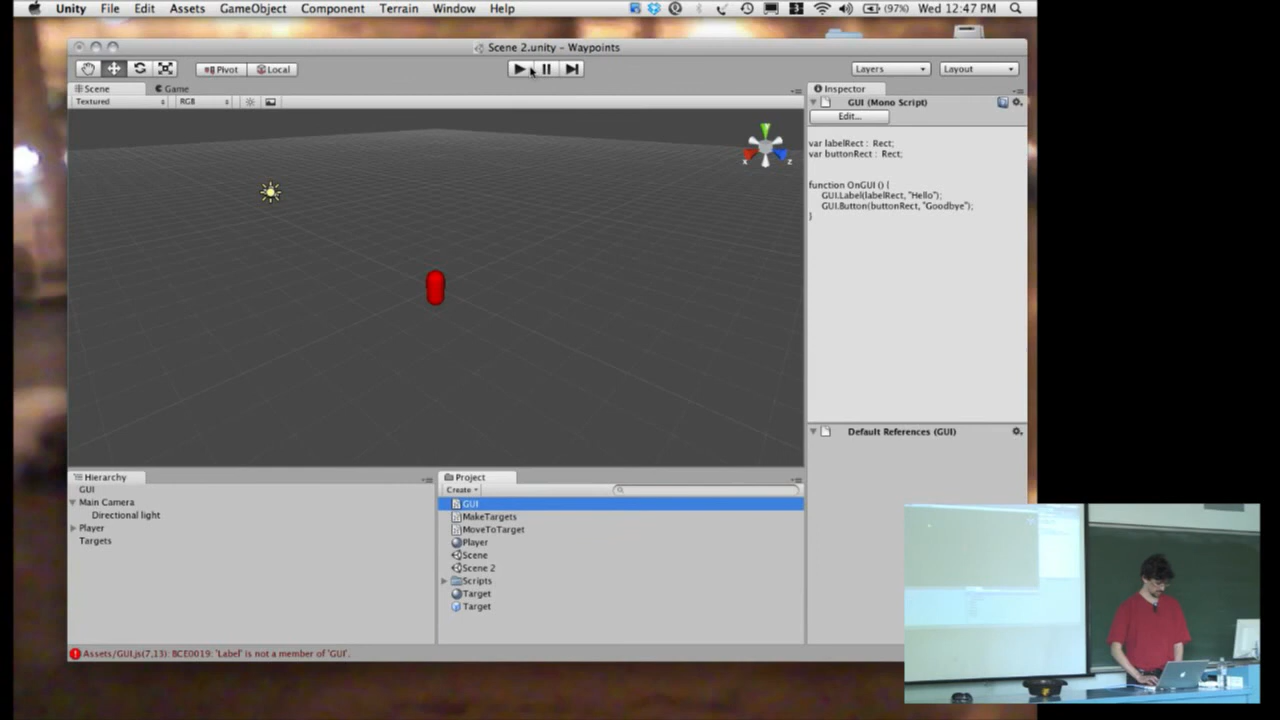 Unity File Edit Assets GameObject Component Terrain Window Help
(97%) Wed 12:47 PM
Scene 2.unity - Waypoints
Pivot Local
Layers Layout
Scene Game
Textured RGB
Inspector
GUI (Mono Script)
Edit...
var labelRect : Rect;
var buttonRect : Rect;
function OnGUI () {
GUI.Label(labelRect, "Hello");
GUI.Button(buttonRect, "Goodbye");
}
x z
Default References (GUI)
Hierarchy
GUI
Main Camera
Directional light
Player
Targets
Project
Create
GUI
MakeTargets
MoveToTarget
Player
Scene
Scene 2
Scripts
Target
Target
Assets/GUI.js(7,13): BCE0019: 'Label' is not a member of 'GUI'.